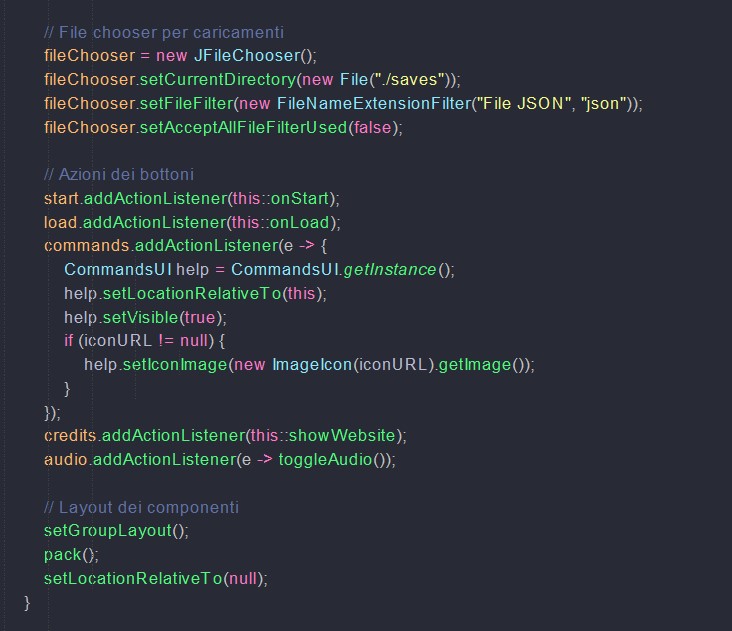 // File chooser per caricamenti
fileChooser = new JFileChooser();
fileChooser.setCurrentDirectory(new File("./saves"));
fileChooser.setFileFilter(new FileNameExtensionFilter("File JSON", "json"));
fileChooser.setAcceptAllFileFilterUsed(false);
// Azioni dei bottoni
start.addActionListener(this::onStart);
load.addActionListener(this::onLoad);
commands.addActionListener(e -> {
CommandsUI help = CommandsUI.getInstance();
help.setLocationRelativeTo(this);
help.setVisible(true);
if (iconURL != null) {
help.setIconImage(new ImageIcon(iconURL).getImage());
}
});
credits.addActionListener(this::showWebsite);
audio.addActionListener(e -> toggleAudio());
// Layout dei componenti
setGroupLayout();
pack();
setLocationRelativeTo(null);
}